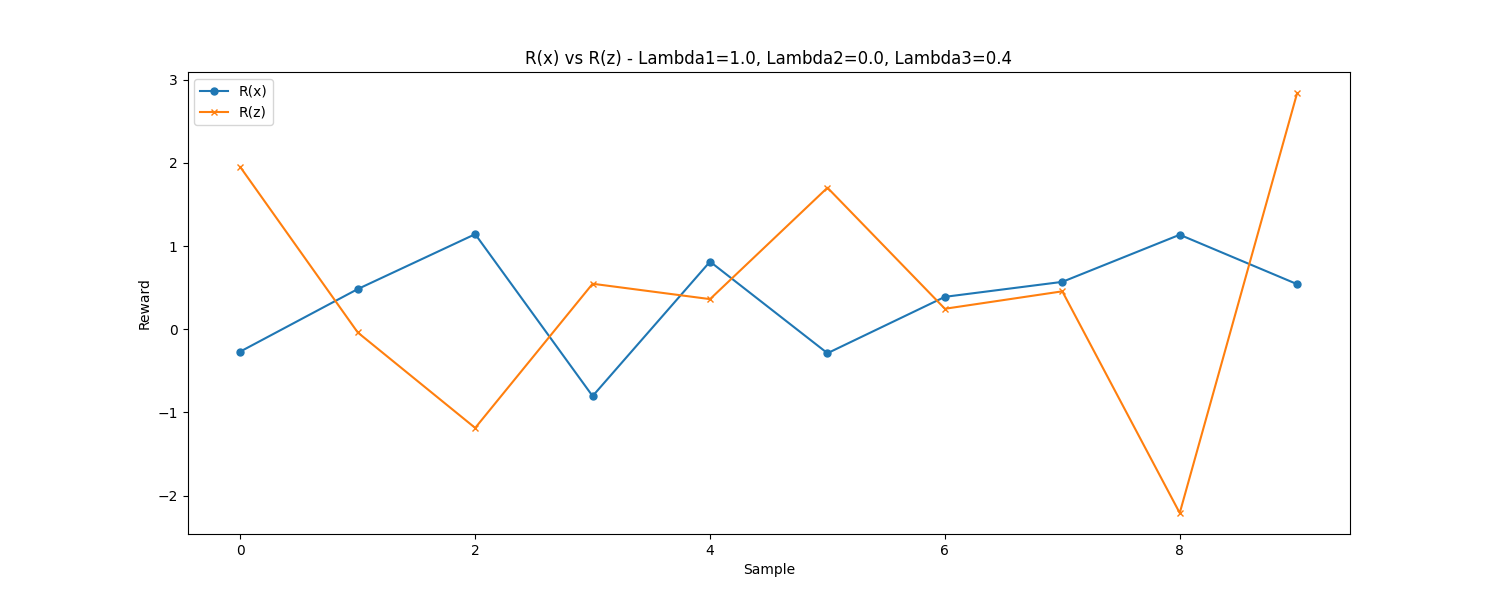 R(x) vs R(z) - Lambda1=1.0, Lambda2=0.0, Lambda3=0.4
R(x)
R(z)
Reward
3
2
1
0
−1
−2
0 2 4 6 8
Sample